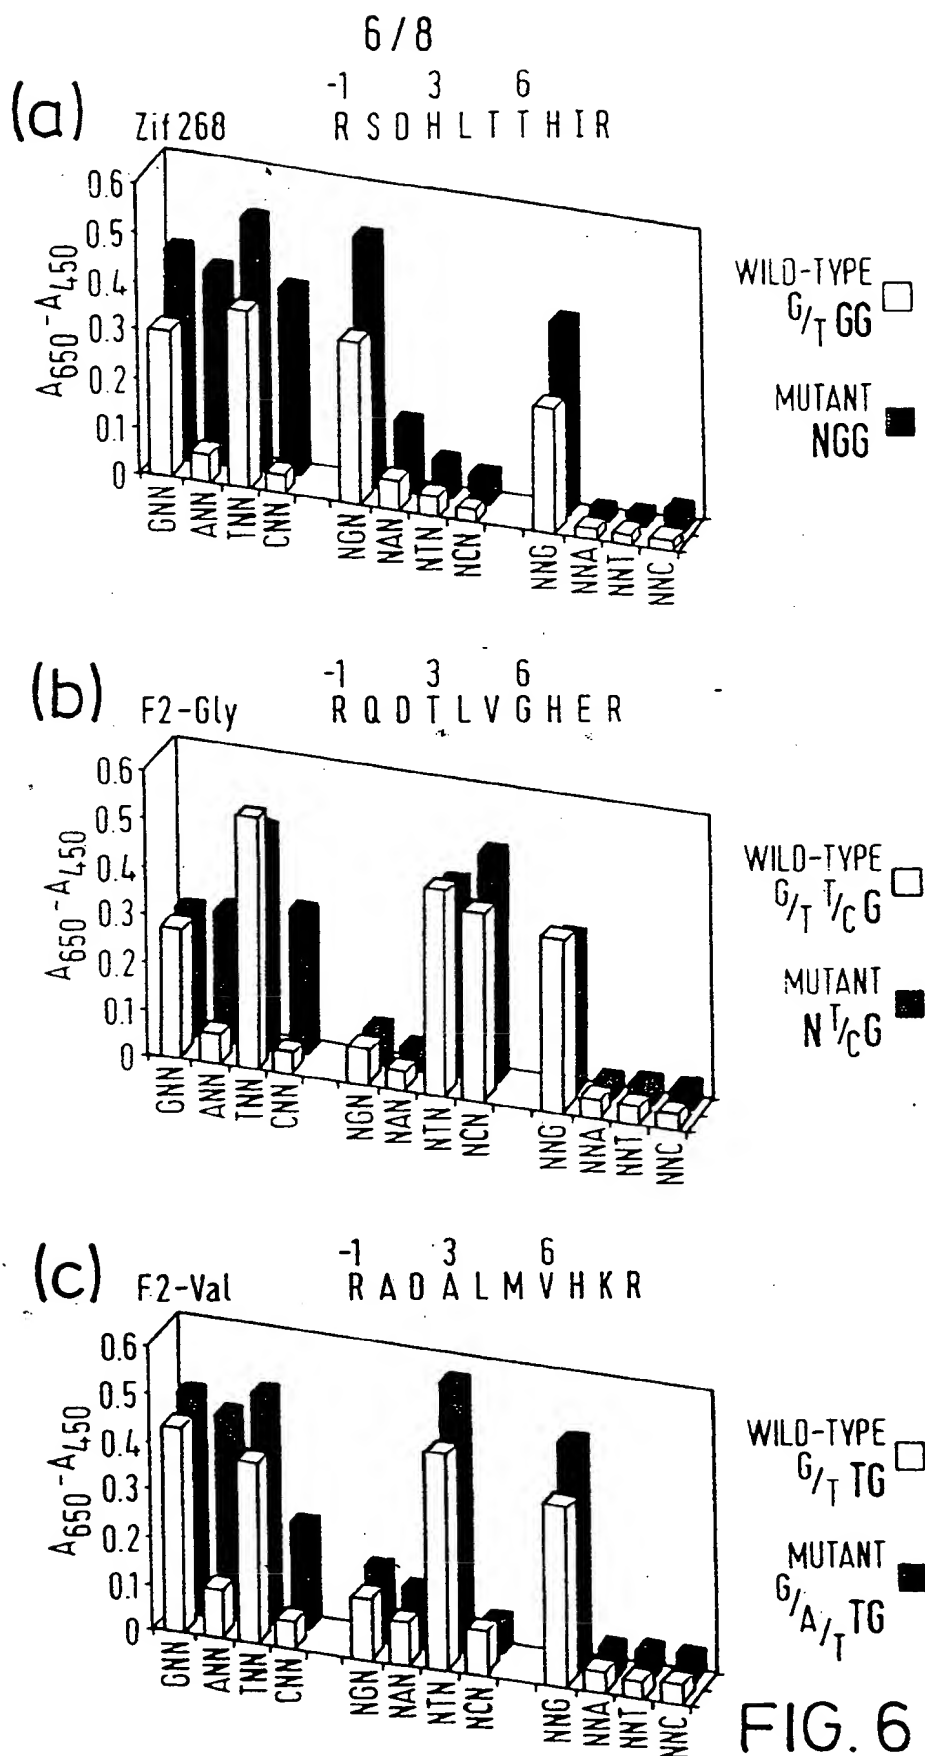 6/8
(a)
Zif268
-1 3 6
R S D H L T T H I R
A650-A450
0.6
0.5
0.4
0.3
0.2
0.1
0
GNN
ANN
TNN
CNN
NGN
NAN
NTN
NCN
NNG
NNA
NNT
NNC
WILD-TYPE
G/T GG
MUTANT
NGG
(b)
F2-Gly
-1 3 6
R Q D T L V G H E R
A650-A450
0.6
0.5
0.4
0.3
0.2
0.1
0
GNN
ANN
TNN
CNN
NGN
NAN
NTN
NCN
NNG
NNA
NNT
NNC
WILD-TYPE
G/T T/C G
MUTANT
N T/C G
(c)
F2-Val
-1 3 6
R A D A L M V H K R
A650-A450
0.6
0.5
0.4
0.3
0.2
0.1
0
GNN
ANN
TNN
CNN
NGN
NAN
NTN
NCN
NNG
NNA
NNT
NNC
WILD-TYPE
G/T TG
MUTANT
G/A/T TG
FIG. 6